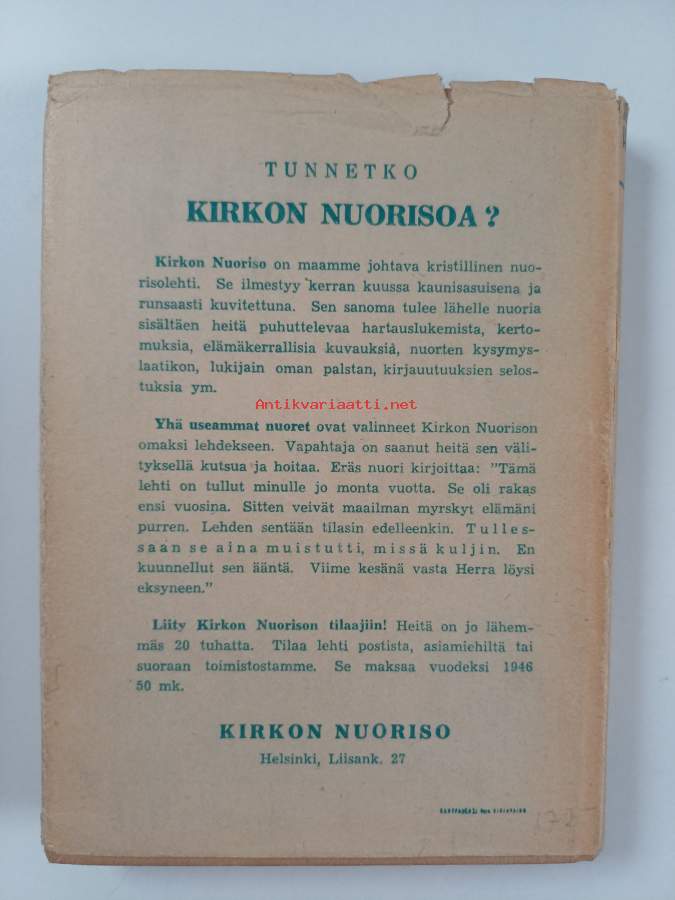 TUNNETKO
KIRKON NUORISOA?
Kirkon Nuoriso on maamme johtava kristillinen nuo-
risolehti. Se ilmestyy kerran kuussa kaunisasuisena ja
runsaasti kuvitettuna. Sen sanoma tulee lähelle nuoria
sisältäen heitä puhuttelevaa hartauslukemista, kerto-
muksia, elämäkerrallisia kuvauksia, nuorten kysymys-
laatikon, lukijain oman palstan, kirjauutuuksien selos-
tuksia ym.
Antikvariaatti.net
Yhä useammat nuoret ovat valinneet Kirkon Nuorison
omaksi lehdekseen. Vapahtaja on saanut heitä sen väli-
tyksellä kutsua ja hoitaa. Eräs nuori kirjoittaa: "Tämä
lehti on tullut minulle jo monta vuotta. Se oli rakas
ensi vuosina. Sitten veivät maailman myrskyt elämäni
purren. Lehden sentään tilasin edelleenkin. Tulles-
saan se aina muistutti, missä kuljin. En
kuunnellut sen ääntä. Viime kesänä vasta Herra löysi
eksyneen."
Liity Kirkon Nuorison tilaajiin! Heitä on jo lähem-
mäs 20 tuhatta. Tilaa lehti postista, asiamiehiltä tai
suoraan toimistostamme. Se maksaa vuodeksi 1946
50 mk.
KIRKON NUORISO
Helsinki, Liisank. 27